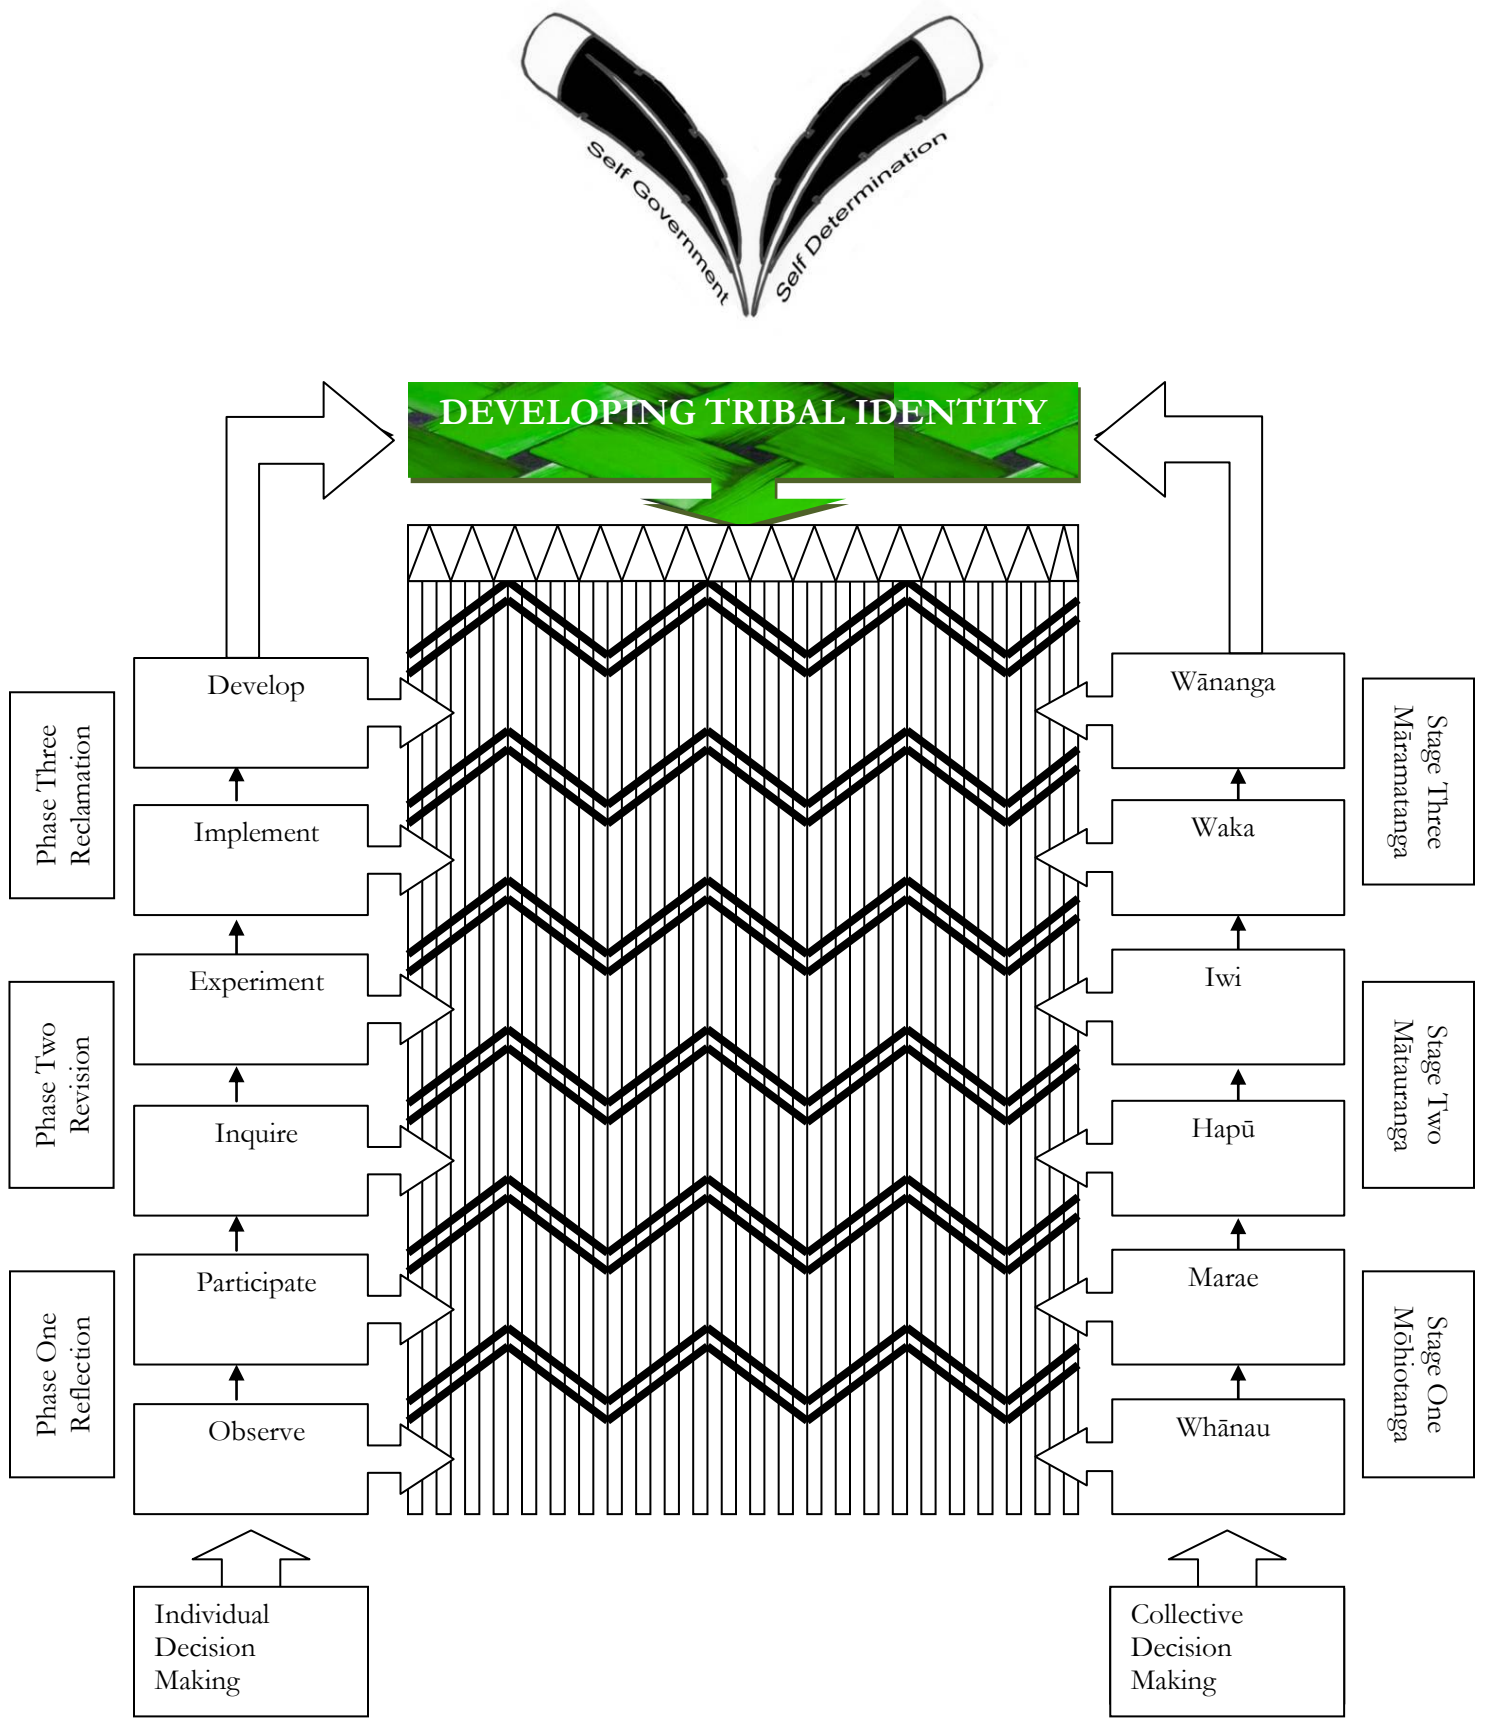 Self Government
Self Determination
DEVELOPING TRIBAL IDENTITY
Develop
Wānanga
Phase Three
Reclamation
Stage Three
Māramatanga
Implement
Waka
Experiment
Iwi
Phase Two
Revision
Stage Two
Mātauranga
Inquire
Hapū
Participate
Marae
Phase One
Reflection
Stage One
Mōhiotanga
Observe
Whānau
Individual
Decision
Making
Collective
Decision
Making